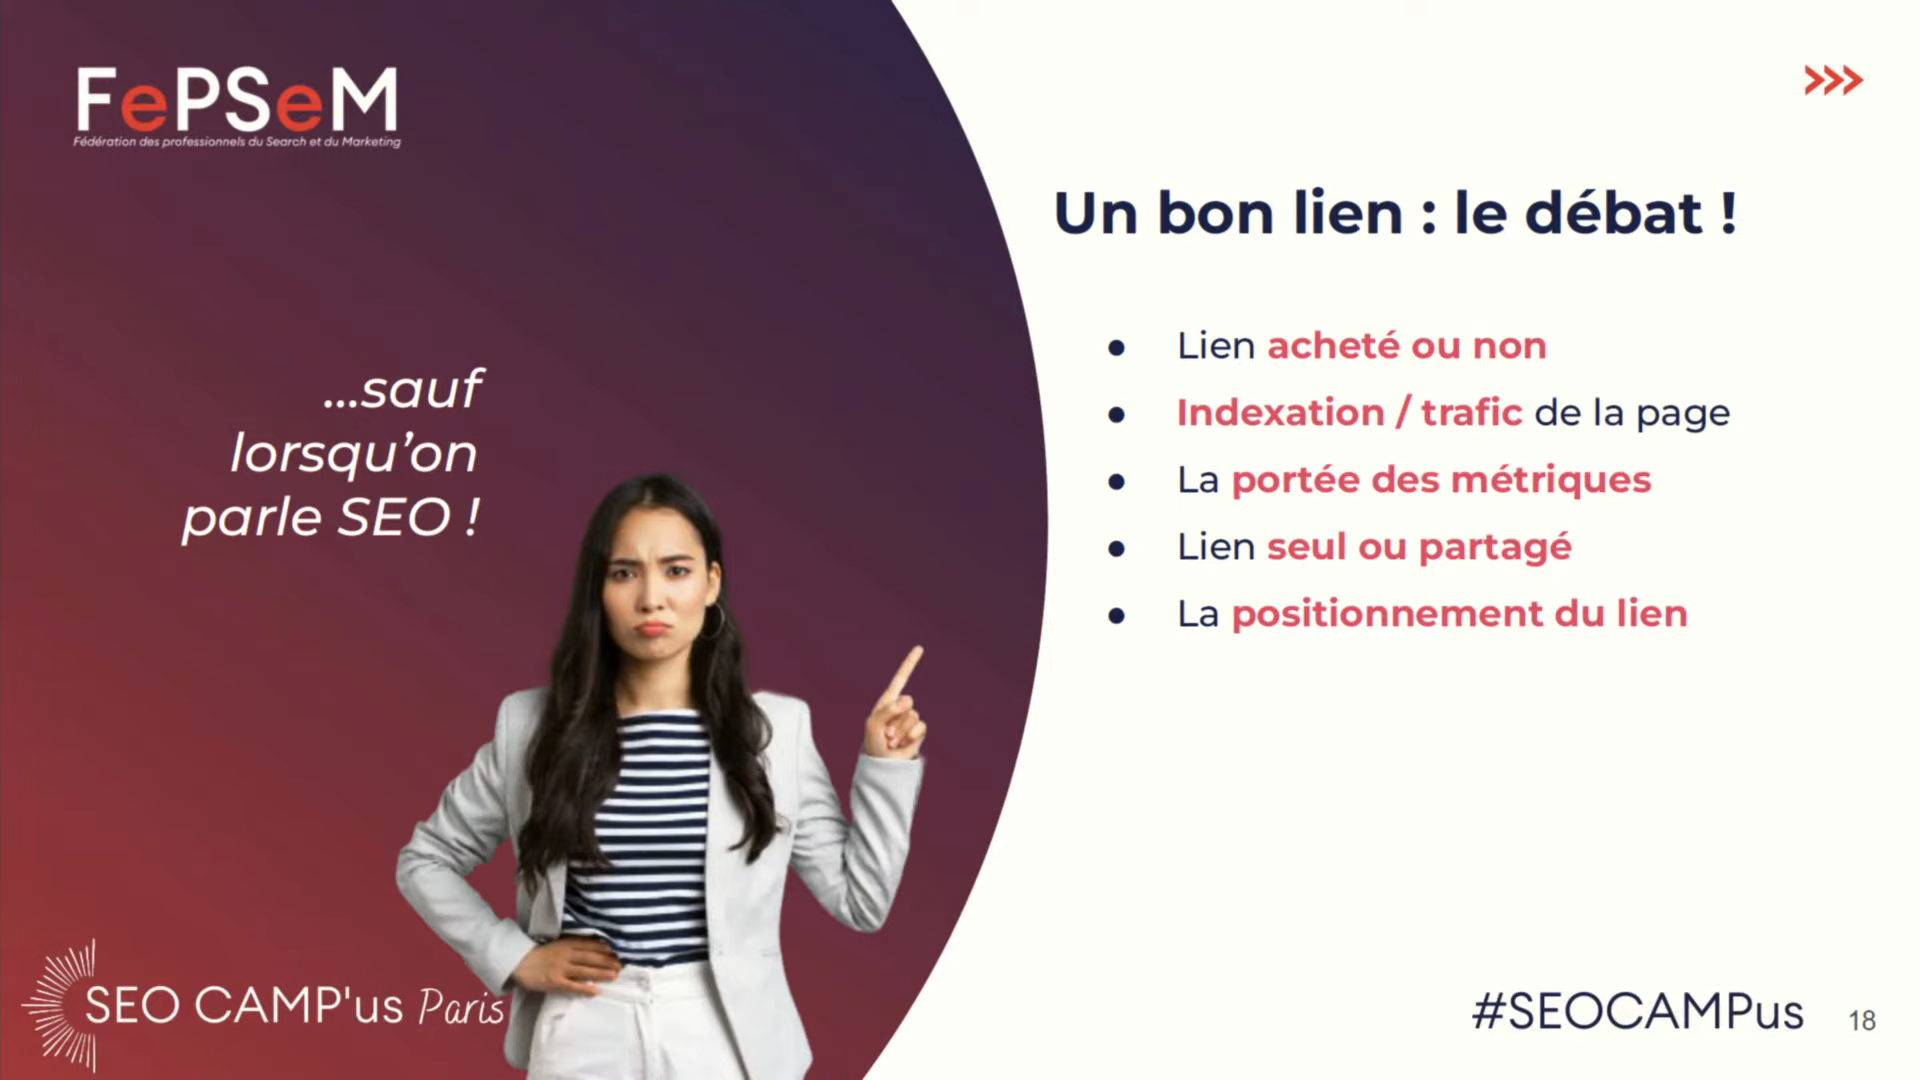 FePSeM
Fédération des professionnels du Search et du Marketing
...sauf
lorsqu'on
parle SEO !
Un bon lien : le débat !
● Lien acheté ou non
● Indexation / trafic de la page
● La portée des métriques
● Lien seul ou partagé
● La positionnement du lien
SEO CAMP'us Paris
#SEOCAMPus
18